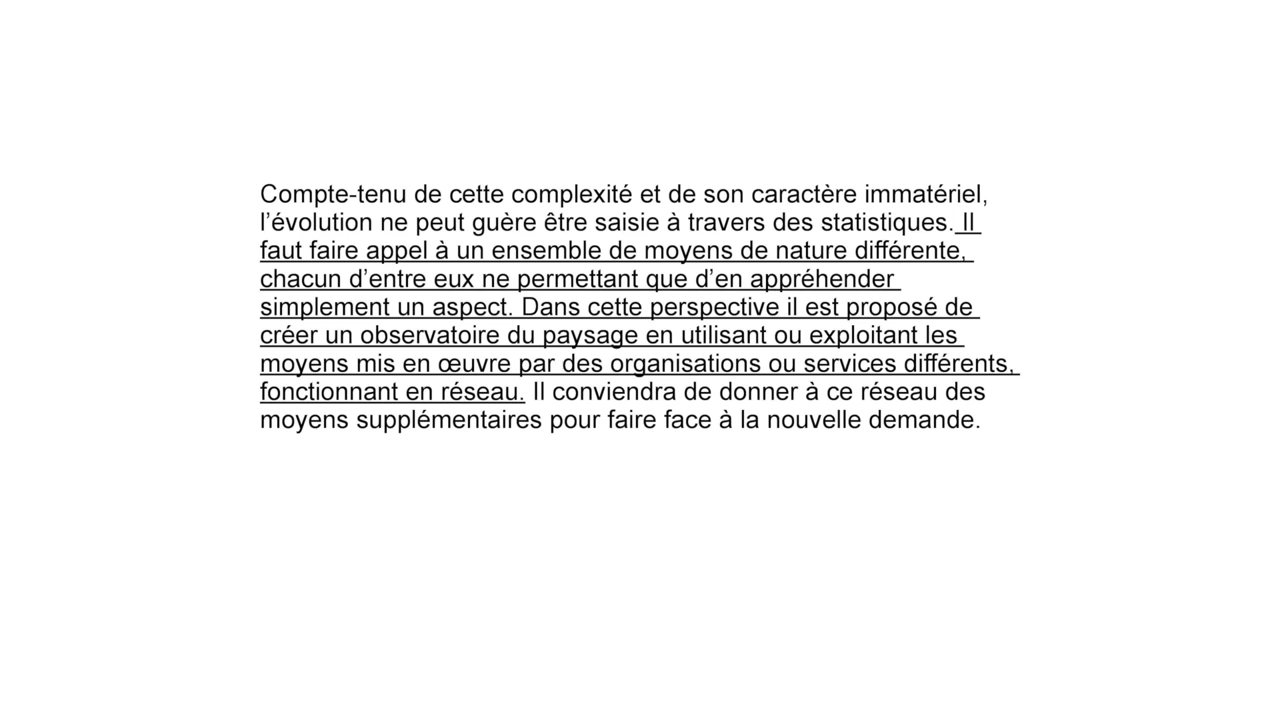 Compte-tenu de cette complexité et de son caractère immatériel,
l’évolution ne peut guère être saisie à travers des statistiques. Il
faut faire appel à un ensemble de moyens de nature différente,
chacun d’entre eux ne permettant que d’en appréhender
simplement un aspect. Dans cette perspective il est proposé de
créer un observatoire du paysage en utilisant ou exploitant les
moyens mis en œuvre par des organisations ou services différents,
fonctionnant en réseau. Il conviendra de donner à ce réseau des
moyens supplémentaires pour faire face à la nouvelle demande.